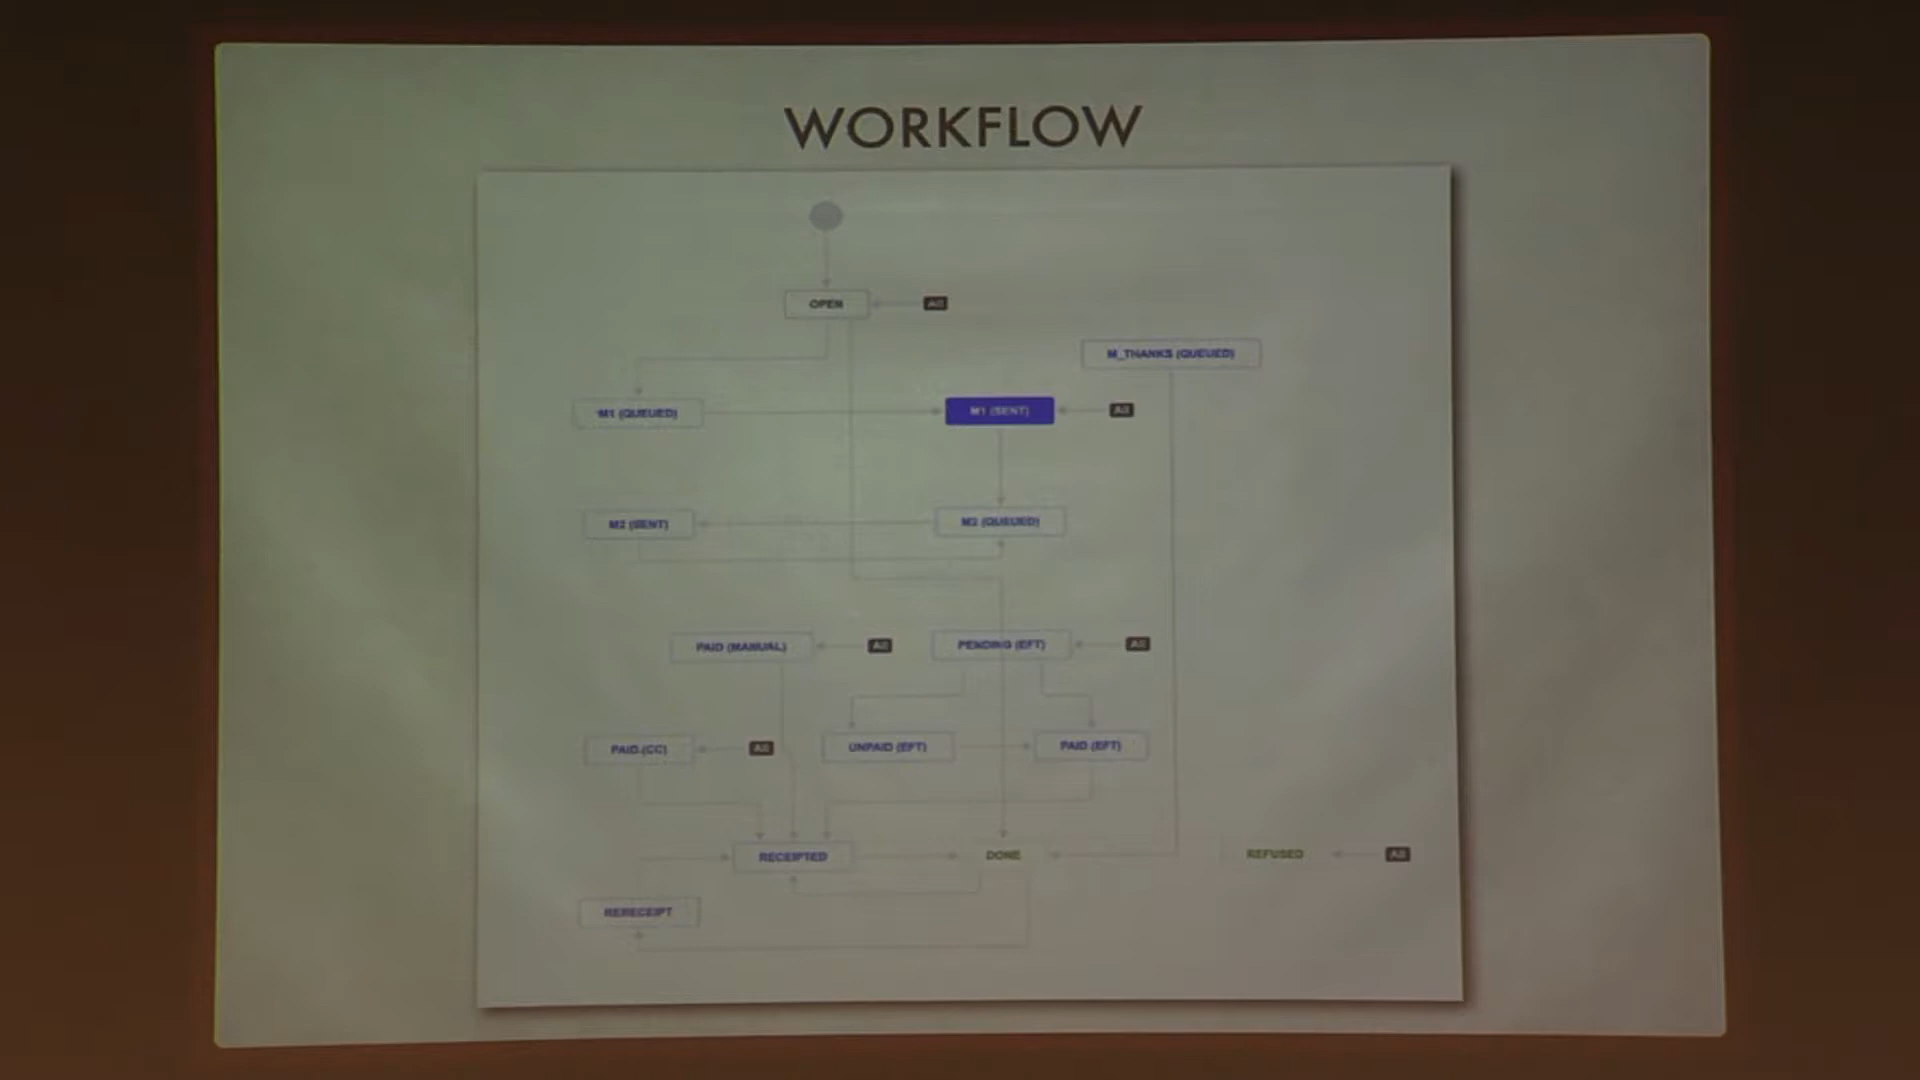 WORKFLOW
OPEN
All
M_THANKS (QUEUED)
M1 (QUEUED)
M1 (SENT)
All
M2 (SENT)
M2 (QUEUED)
PAID (MANUAL)
All
PENDING (EFT)
All
PAID (CC)
All
UNPAID (EFT)
PAID (EFT)
RECEIPTED
DONE
REFUSED
All
RERECEIPT